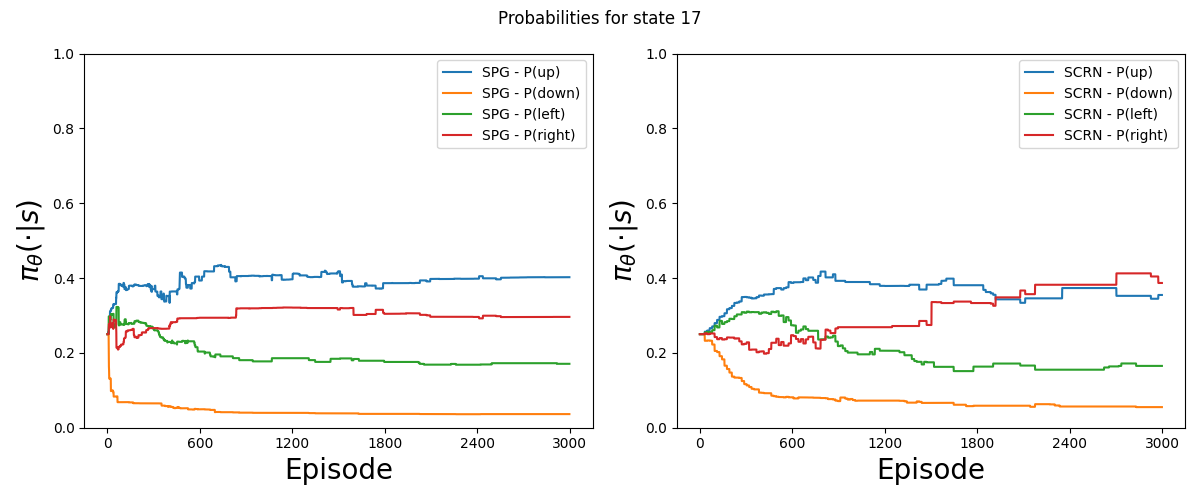 Probabilities for state 17
1.0
0.8
0.6
0.4
0.2
0.0
π_θ(·|s)
SPG - P(up)
SPG - P(down)
SPG - P(left)
SPG - P(right)
0 600 1200 1800 2400 3000
Episode
1.0
0.8
0.6
0.4
0.2
0.0
π_θ(·|s)
SCRN - P(up)
SCRN - P(down)
SCRN - P(left)
SCRN - P(right)
0 600 1200 1800 2400 3000
Episode